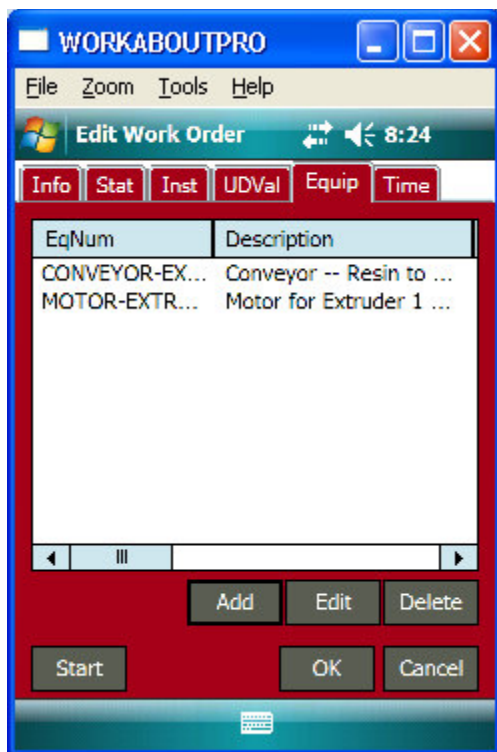 WORKABOUTPRO
File Zoom Tools Help
Edit Work Order 8:24
Info Stat Inst UDVal Equip Time
EqNum Description
CONVEYOR-EX... Conveyor -- Resin to ...
MOTOR-EXTR... Motor for Extruder 1 ...
Add Edit Delete
Start OK Cancel